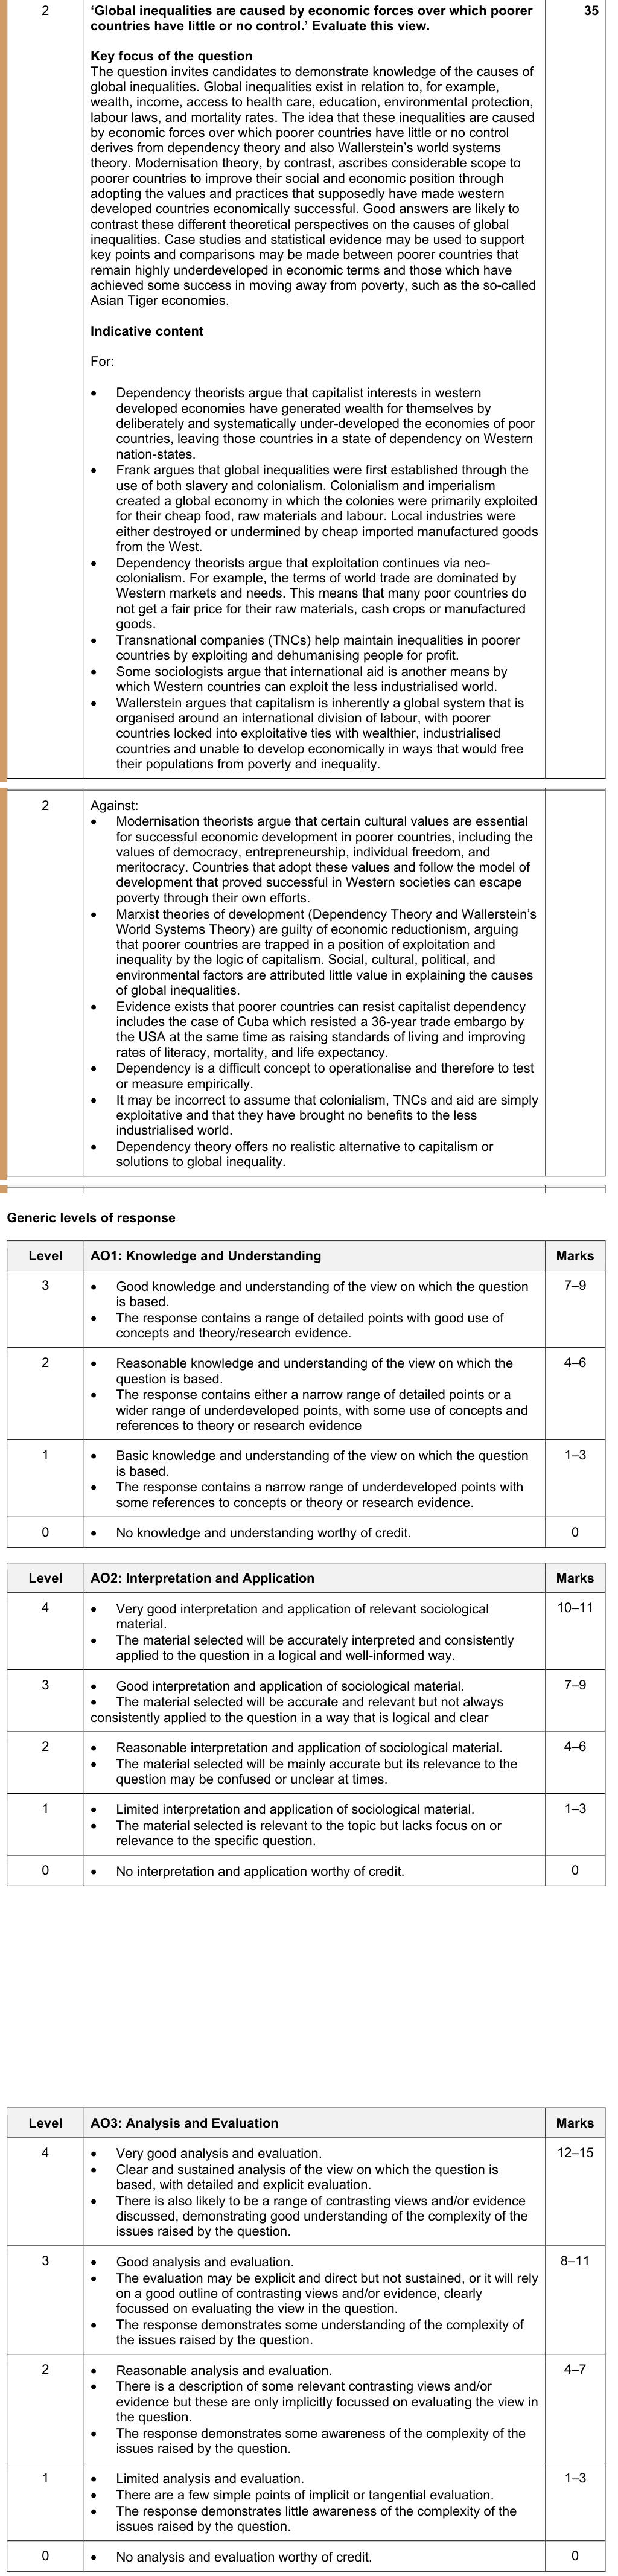 2
‘Global inequalities are caused by economic forces over which poorer
countries have little or no control.’ Evaluate this view.
35
Key focus of the question
The question invites candidates to demonstrate knowledge of the causes of
global inequalities. Global inequalities exist in relation to, for example,
wealth, income, access to health care, education, environmental protection,
labour laws, and mortality rates. The idea that these inequalities are caused
by economic forces over which poorer countries have little or no control
derives from dependency theory and also Wallerstein’s world systems
theory. Modernisation theory, by contrast, ascribes considerable scope to
poorer countries to improve their social and economic position through
adopting the values and practices that supposedly have made western
developed countries economically successful. Good answers are likely to
contrast these different theoretical perspectives on the causes of global
inequalities. Case studies and statistical evidence may be used to support
key points and comparisons may be made between poorer countries that
remain highly underdeveloped in economic terms and those which have
achieved some success in moving away from poverty, such as the so-called
Asian Tiger economies.
Indicative content
For:
• Dependency theorists argue that capitalist interests in western
developed economies have generated wealth for themselves by
deliberately and systematically under-developed the economies of poor
countries, leaving those countries in a state of dependency on Western
nation-states.
• Frank argues that global inequalities were first established through the
use of both slavery and colonialism. Colonialism and imperialism
created a global economy in which the colonies were primarily exploited
for their cheap food, raw materials and labour. Local industries were
either destroyed or undermined by cheap imported manufactured goods
from the West.
• Dependency theorists argue that exploitation continues via neo-
colonialism. For example, the terms of world trade are dominated by
Western markets and needs. This means that many poor countries do
not get a fair price for their raw materials, cash crops or manufactured
goods.
• Transnational companies (TNCs) help maintain inequalities in poorer
countries by exploiting and dehumanising people for profit.
• Some sociologists argue that international aid is another means by
which Western countries can exploit the less industrialised world.
• Wallerstein argues that capitalism is inherently a global system that is
organised around an international division of labour, with poorer
countries locked into exploitative ties with wealthier, industrialised
countries and unable to develop economically in ways that would free
their populations from poverty and inequality.
2
Against:
• Modernisation theorists argue that certain cultural values are essential
for successful economic development in poorer countries, including the
values of democracy, entrepreneurship, individual freedom, and
meritocracy. Countries that adopt these values and follow the model of
development that proved successful in Western societies can escape
poverty through their own efforts.
• Marxist theories of development (Dependency Theory and Wallerstein’s
World Systems Theory) are guilty of economic reductionism, arguing
that poorer countries are trapped in a position of exploitation and
inequality by the logic of capitalism. Social, cultural, political, and
environmental factors are attributed little value in explaining the causes
of global inequalities.
• Evidence exists that poorer countries can resist capitalist dependency
includes the case of Cuba which resisted a 36-year trade embargo by
the USA at the same time as raising standards of living and improving
rates of literacy, mortality, and life expectancy.
• Dependency is a difficult concept to operationalise and therefore to test
or measure empirically.
• It may be incorrect to assume that colonialism, TNCs and aid are simply
exploitative and that they have brought no benefits to the less
industrialised world.
• Dependency theory offers no realistic alternative to capitalism or
solutions to global inequality.
Generic levels of response
Level AO1: Knowledge and Understanding Marks
3 • Good knowledge and understanding of the view on which the question 7–9
is based.
• The response contains a range of detailed points with good use of
concepts and theory/research evidence.
2 • Reasonable knowledge and understanding of the view on which the 4–6
question is based.
• The response contains either a narrow range of detailed points or a
wider range of underdeveloped points, with some use of concepts and
references to theory or research evidence
1 • Basic knowledge and understanding of the view on which the question 1–3
is based.
• The response contains a narrow range of underdeveloped points with
some references to concepts or theory or research evidence.
0 • No knowledge and understanding worthy of credit. 0
Level AO2: Interpretation and Application Marks
4 • Very good interpretation and application of relevant sociological 10–11
material.
• The material selected will be accurately interpreted and consistently
applied to the question in a logical and well-informed way.
3 • Good interpretation and application of sociological material. 7–9
• The material selected will be accurate and relevant but not always
consistently applied to the question in a way that is logical and clear
2 • Reasonable interpretation and application of sociological material. 4–6
• The material selected will be mainly accurate but its relevance to the
question may be confused or unclear at times.
1 • Limited interpretation and application of sociological material. 1–3
• The material selected is relevant to the topic but lacks focus on or
relevance to the specific question.
0 • No interpretation and application worthy of credit. 0
Level AO3: Analysis and Evaluation Marks
4 • Very good analysis and evaluation. 12–15
• Clear and sustained analysis of the view on which the question is
based, with detailed and explicit evaluation.
• There is also likely to be a range of contrasting views and/or evidence
discussed, demonstrating good understanding of the complexity of the
issues raised by the question.
3 • Good analysis and evaluation. 8–11
• The evaluation may be explicit and direct but not sustained, or it will rely
on a good outline of contrasting views and/or evidence, clearly
focussed on evaluating the view in the question.
• The response demonstrates some understanding of the complexity of
the issues raised by the question.
2 • Reasonable analysis and evaluation. 4–7
• There is a description of some relevant contrasting views and/or
evidence but these are only implicitly focussed on evaluating the view in
the question.
• The response demonstrates some awareness of the complexity of the
issues raised by the question.
1 • Limited analysis and evaluation. 1–3
• There are a few simple points of implicit or tangential evaluation.
• The response demonstrates little awareness of the complexity of the
issues raised by the question.
0 • No analysis and evaluation worthy of credit. 0